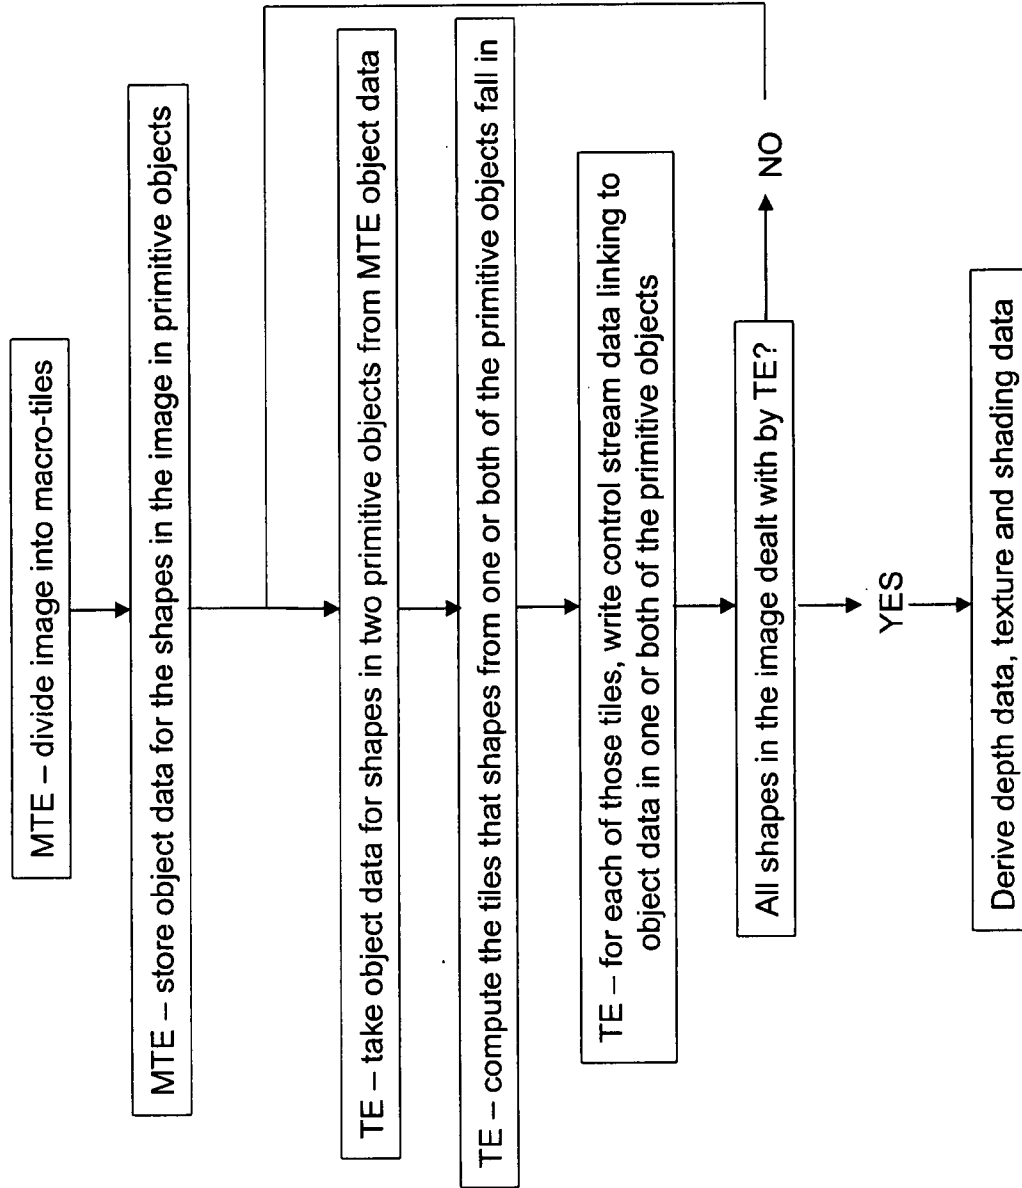 MTE – divide image into macro-tiles
MTE – store object data for the shapes in the image in primitive objects
TE – take object data for shapes in two primitive objects from MTE object data
TE – compute the tiles that shapes from one or both of the primitive objects fall in
TE – for each of those tiles, write control stream data linking to
object data in one or both of the primitive objects
All shapes in the image dealt with by TE?
NO
YES
Derive depth data, texture and shading data